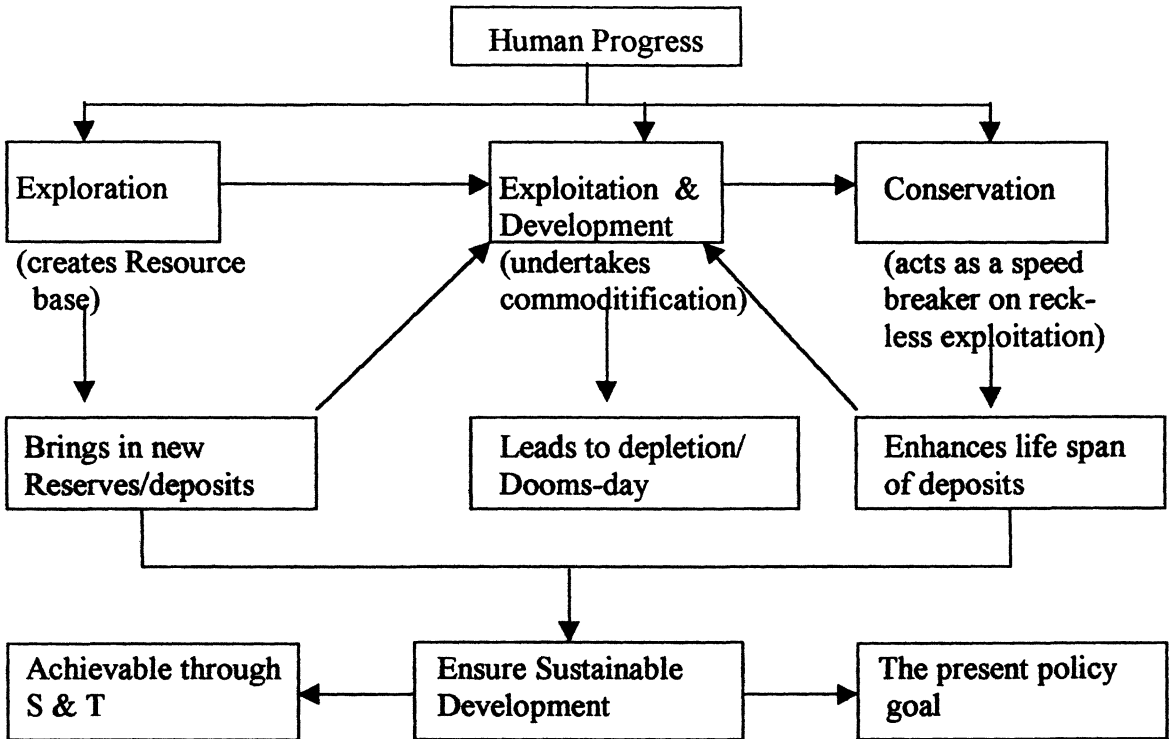 Human Progress
Exploration
Exploitation &
Development
Conservation
(creates Resource
base)
(undertakes
commoditification)
(acts as a speed
breaker on reck-
less exploitation)
Brings in new
Reserves/deposits
Leads to depletion/
Dooms-day
Enhances life span
of deposits
Achievable through
S & T
Ensure Sustainable
Development
The present policy
goal